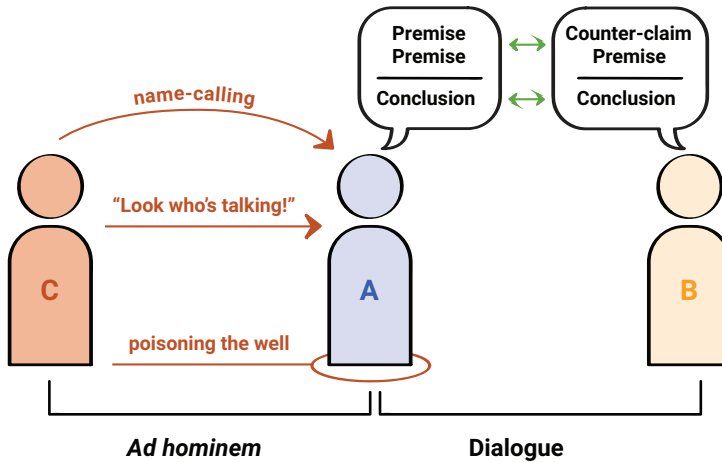 Premise
Premise
Conclusion
Counter-claim
Premise
Conclusion
name-calling
“Look who’s talking!”
C
A
B
poisoning the well
Ad hominem
Dialogue